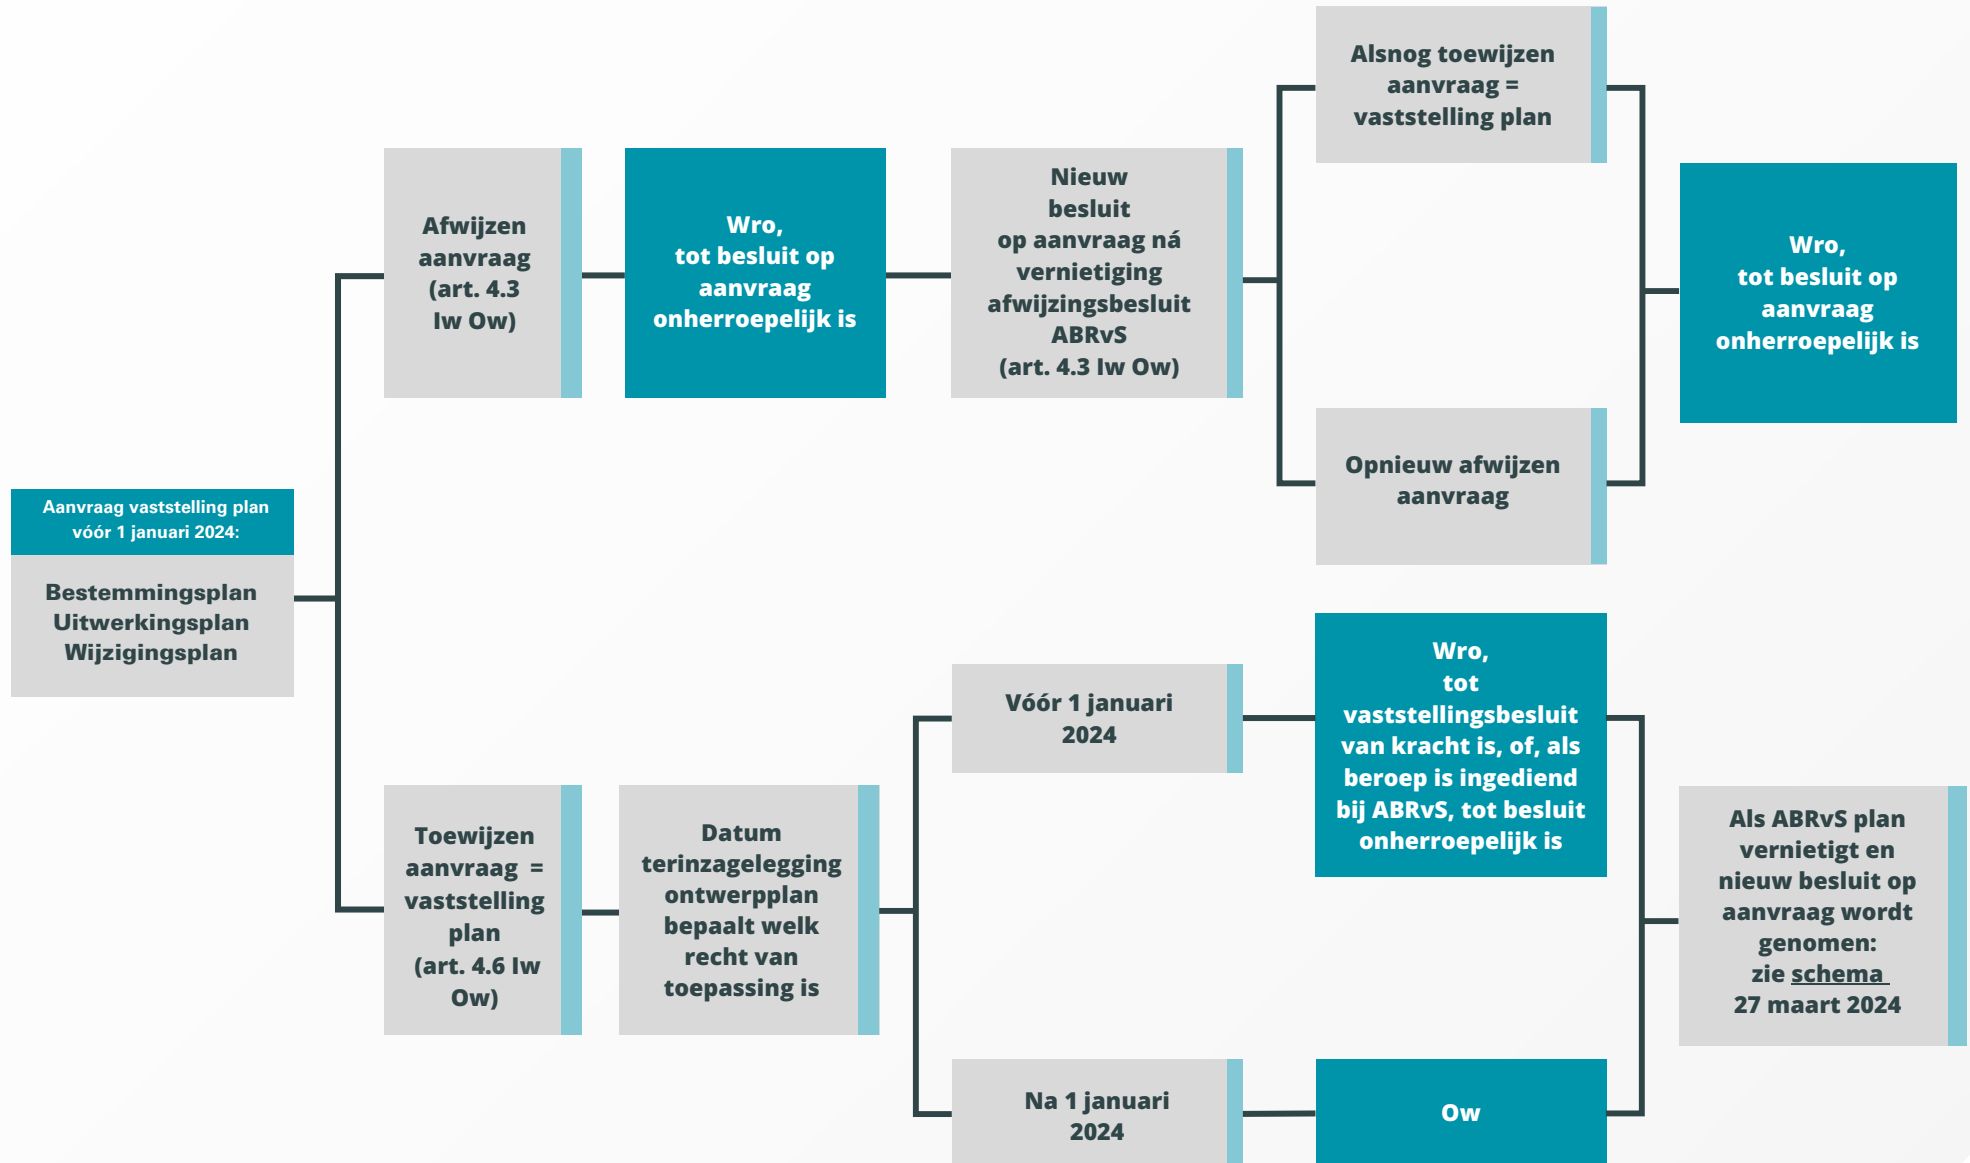 Aanvraag vaststelling plan
vóór 1 januari 2024:
Bestemmingsplan
Uitwerkingsplan
Wijzigingsplan
Afwijzen
aanvraag
(art. 4.3
Iw Ow)
Wro,
tot besluit op
aanvraag
onherroepelijk is
Nieuw
besluit
op aanvraag ná
vernietiging
afwijzingsbesluit
ABRvS
(art. 4.3 Iw Ow)
Alsnog toewijzen
aanvraag =
vaststelling plan
Opnieuw afwijzen
aanvraag
Wro,
tot besluit op
aanvraag
onherroepelijk is
Toewijzen
aanvraag =
vaststelling
plan
(art. 4.6 Iw
Ow)
Datum
terinzagelegging
ontwerpplan
bepaalt welk
recht van
toepassing is
Vóór 1 januari
2024
Wro,
tot
vaststellingsbesluit
van kracht is, of, als
beroep is ingediend
bij ABRvS, tot besluit
onherroepelijk is
Na 1 januari
2024
Ow
Als ABRvS plan
vernietigt en
nieuw besluit op
aanvraag wordt
genomen:
zie schema
27 maart 2024